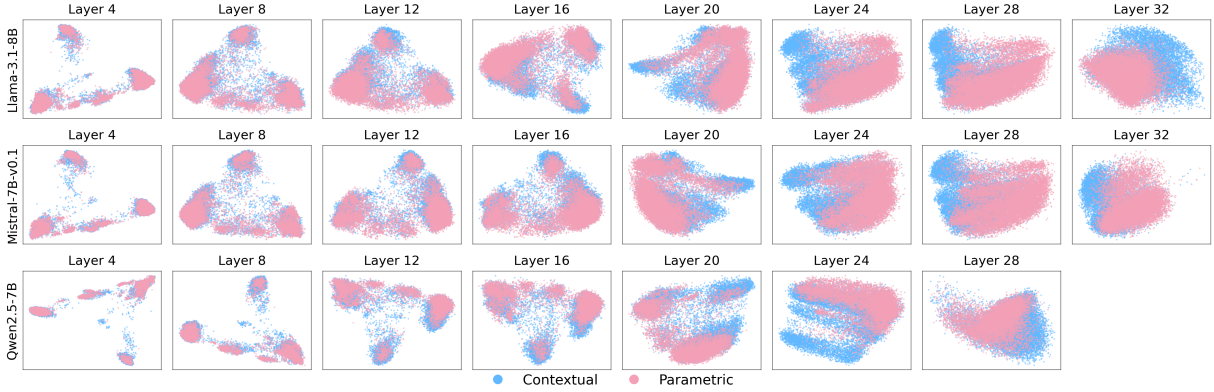 Layer 4 Layer 8 Layer 12 Layer 16 Layer 20 Layer 24 Layer 28 Layer 32
Llama-3.1-8B
Layer 4 Layer 8 Layer 12 Layer 16 Layer 20 Layer 24 Layer 28 Layer 32
Mistral-7B-v0.1
Layer 4 Layer 8 Layer 12 Layer 16 Layer 20 Layer 24 Layer 28
Qwen2.5-7B
Contextual Parametric